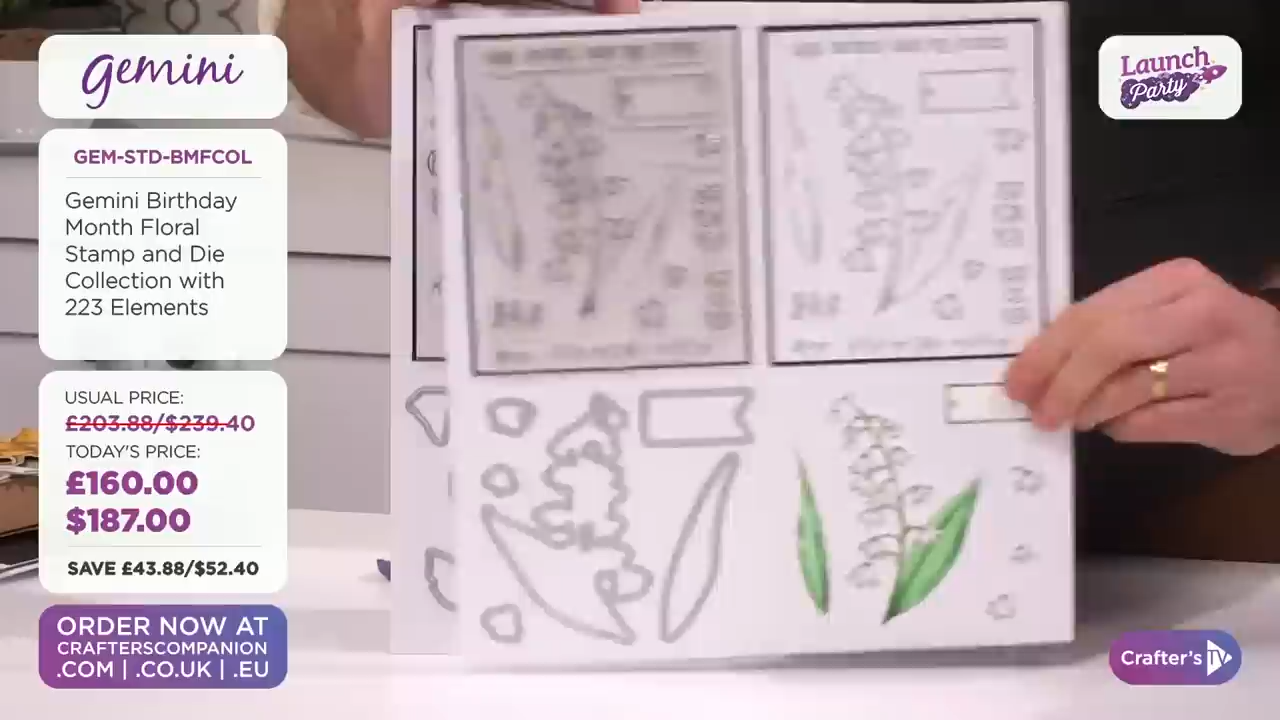 gemini
GEM-STD-BMFCOL
Gemini Birthday
Month Floral
Stamp and Die
Collection with
223 Elements
USUAL PRICE:
£203.88/$239.40
TODAY'S PRICE:
£160.00
$187.00
SAVE £43.88/$52.40
ORDER NOW AT
CRAFTERSCOMPANION
.COM | .CO.UK | .EU
Launch
Party
Crafter's TV